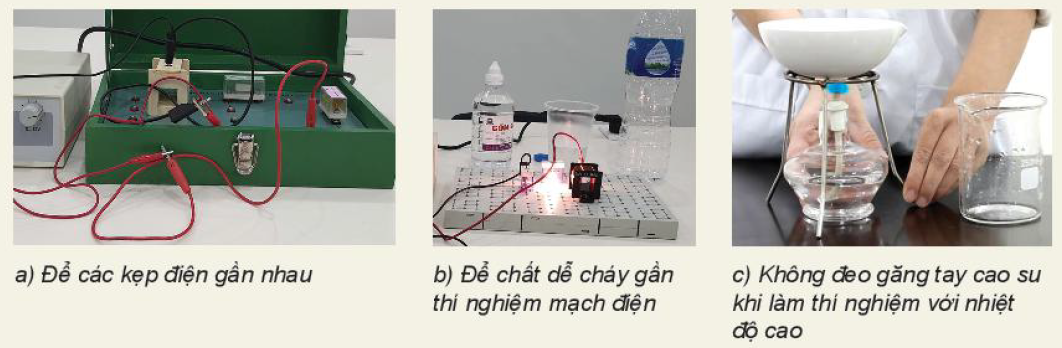 CỒN
a) Để các kẹp điện gần nhau
b) Để chất dễ cháy gần
thí nghiệm mạch điện
c) Không đeo găng tay cao su
khi làm thí nghiệm với nhiệt
độ cao